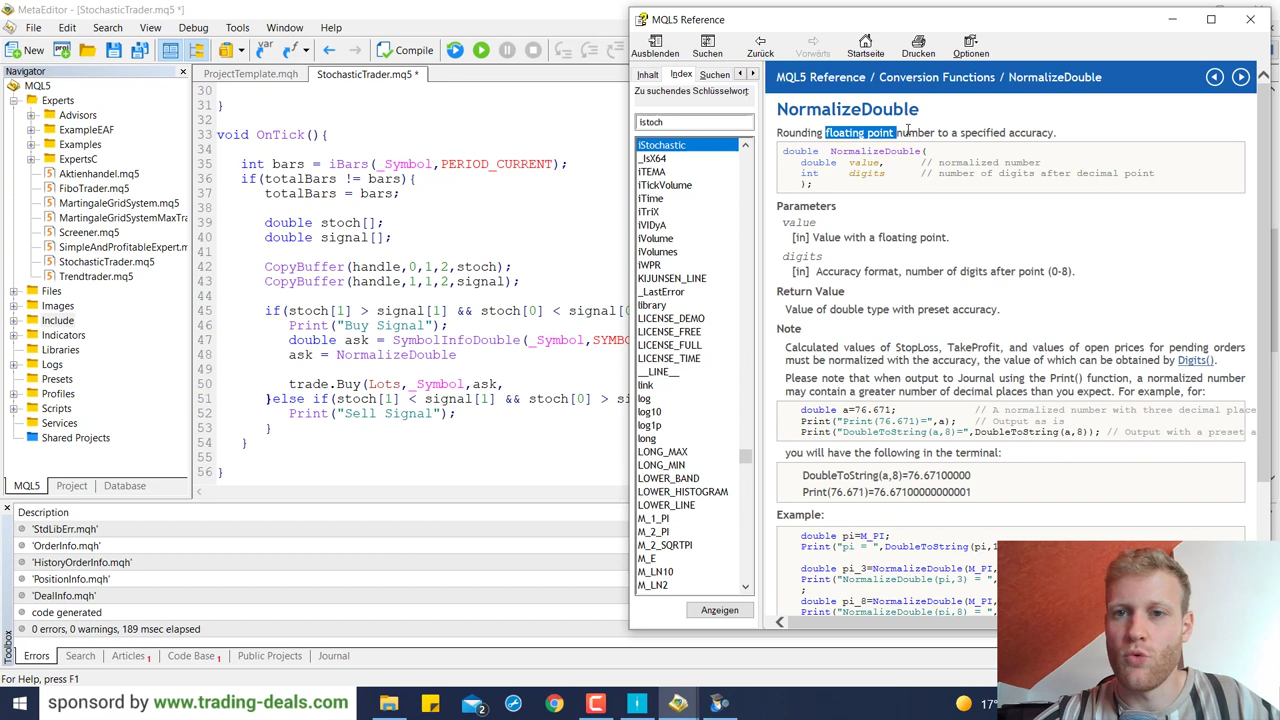 MetaEditor - [StochasticTrader.mq5 *]
File Edit Search View Debug Tools Window Help
New Compile
Navigator
MQL5
Experts
Advisors
ExampleEAF
Examples
ExpertsC
Aktienhandel.mq5
FiboTrader.mq5
MartingaleGridSystem.mq5
MartingaleGridSystemMaxTra
Screener.mq5
SimpleAndProfitableExpert.m
StochasticTrader.mq5
Trendtrader.mq5
Files
Images
Include
Indicators
Libraries
Logs
Presets
Profiles
Scripts
Services
Shared Projects
MQL5 Project Database
ProjectTemplate.mqh StochasticTrader.mq5 *
30
31 }
32
33 void OnTick(){
34
35 int bars = iBars(_Symbol,PERIOD_CURRENT);
36 if(totalBars != bars){
37 totalBars = bars;
38
39 double stoch[];
40 double signal[];
41
42 CopyBuffer(handle,0,1,2,stoch);
43 CopyBuffer(handle,1,1,2,signal);
44
45 if(stoch[1] > signal[1] && stoch[0] < signal[0
46 Print("Buy Signal");
47 double ask = SymbolInfoDouble(_Symbol,SYMB
48 ask = NormalizeDouble
49
50 trade.Buy(Lots,_Symbol,ask,
51 }else if(stoch[1] < signal[1] && stoch[0] > si
52 Print("Sell Signal");
53 }
54 }
55
56 }
MQL5 Reference
Ausblenden Suchen Zurück Vorwärts Startseite Drucken Optionen
Inhalt Index Suchen
Zu suchendes Schlüsselwort
istoch
iStochastic
_IsX64
iTEMA
iTickVolume
iTime
iTriX
iVIDyA
iVolume
iVolumes
iWPR
KIJUNSEN_LINE
_LastError
library
LICENSE_DEMO
LICENSE_FREE
LICENSE_FULL
LICENSE_TIME
__LINE__
link
log
log10
log1p
long
LONG_MAX
LONG_MIN
LOWER_BAND
LOWER_HISTOGRAM
LOWER_LINE
M_1_PI
M_2_PI
M_2_SQRTPI
M_E
M_LN10
M_LN2
Anzeigen
MQL5 Reference / Conversion Functions / NormalizeDouble
NormalizeDouble
Rounding floating point number to a specified accuracy.
double NormalizeDouble(
double value, // normalized number
int digits // number of digits after decimal point
);
Parameters
value
[in] Value with a floating point.
digits
[in] Accuracy format, number of digits after point (0-8).
Return Value
Value of double type with preset accuracy.
Note
Calculated values of StopLoss, TakeProfit, and values of open prices for pending orders
must be normalized with the accuracy, the value of which can be obtained by Digits().
Please note that when output to Journal using the Print() function, a normalized number
may contain a greater number of decimal places than you expect. For example, for:
double a=76.671; // A normalized number with three decimal place
Print("Print(76.671)=",a); // Output as is
Print("DoubleToString(a,8)=",DoubleToString(a,8)); // Output with a preset a
you will have the following in the terminal:
DoubleToString(a,8)=76.67100000
Print(76.671)=76.67100000000001
Example:
double pi=M_PI;
Print("pi = ",DoubleToString(pi,1
double pi_3=NormalizeDouble(M_PI,
Print("NormalizeDouble(pi,3) = ",
;
double pi_8=NormalizeDouble(M_PI,
Print("NormalizeDouble(pi,8) = ",
Description
'StdLibErr.mqh'
'OrderInfo.mqh'
'HistoryOrderInfo.mqh'
'PositionInfo.mqh'
'DealInfo.mqh'
code generated
0 errors, 0 warnings, 189 msec elapsed
Toolbox
Errors Search Articles 1 Code Base 1 Public Projects Journal
For Help, press F1
sponsord by www.trading-deals.com
2
17°